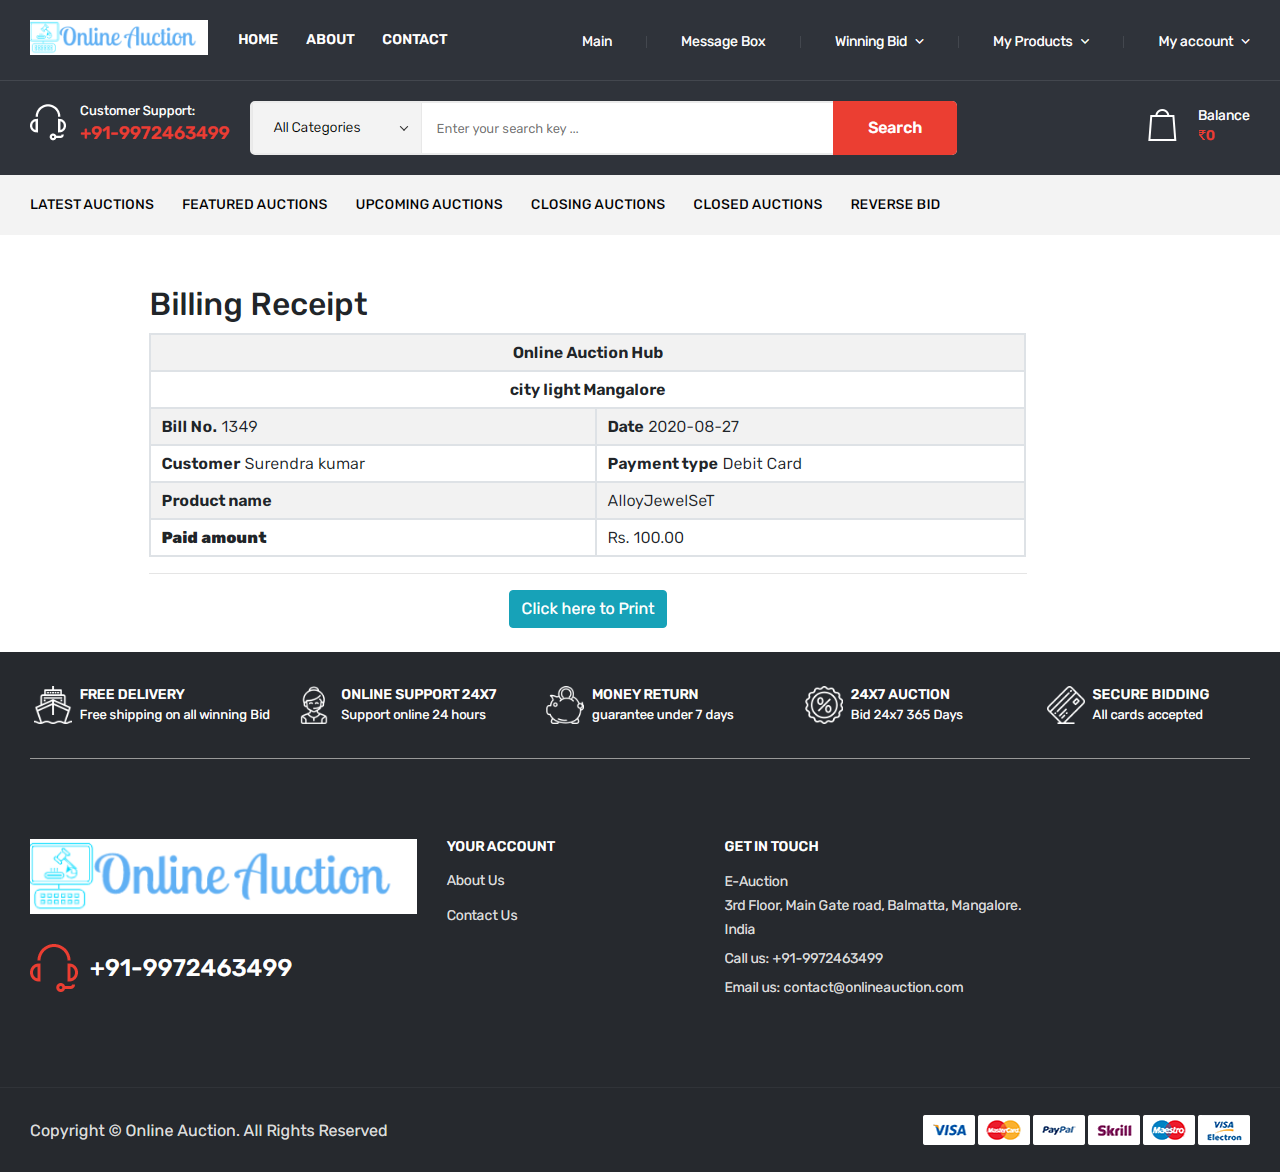 Online Auction HOME ABOUT CONTACT Main Message Box Winning Bid My Products My account
Customer Support:
+91-9972463499
All Categories Enter your search key ... Search
Balance
₹0
LATEST AUCTIONS FEATURED AUCTIONS UPCOMING AUCTIONS CLOSING AUCTIONS CLOSED AUCTIONS REVERSE BID
Billing Receipt
Online Auction Hub
city light Mangalore
Bill No. 1349 Date 2020-08-27
Customer Surendra kumar Payment type Debit Card
Product name AlloyJewelSeT
Paid amount Rs. 100.00
Click here to Print
FREE DELIVERY
Free shipping on all winning Bid
ONLINE SUPPORT 24X7
Support online 24 hours
MONEY RETURN
guarantee under 7 days
24X7 AUCTION
Bid 24x7 365 Days
SECURE BIDDING
All cards accepted
Online Auction
+91-9972463499
YOUR ACCOUNT
About Us
Contact Us
GET IN TOUCH
E-Auction
3rd Floor, Main Gate road, Balmatta, Mangalore.
India
Call us: +91-9972463499
Email us: contact@onlineauction.com
Copyright © Online Auction. All Rights Reserved
VISA MasterCard PayPal Skrill Maestro VISA Electron